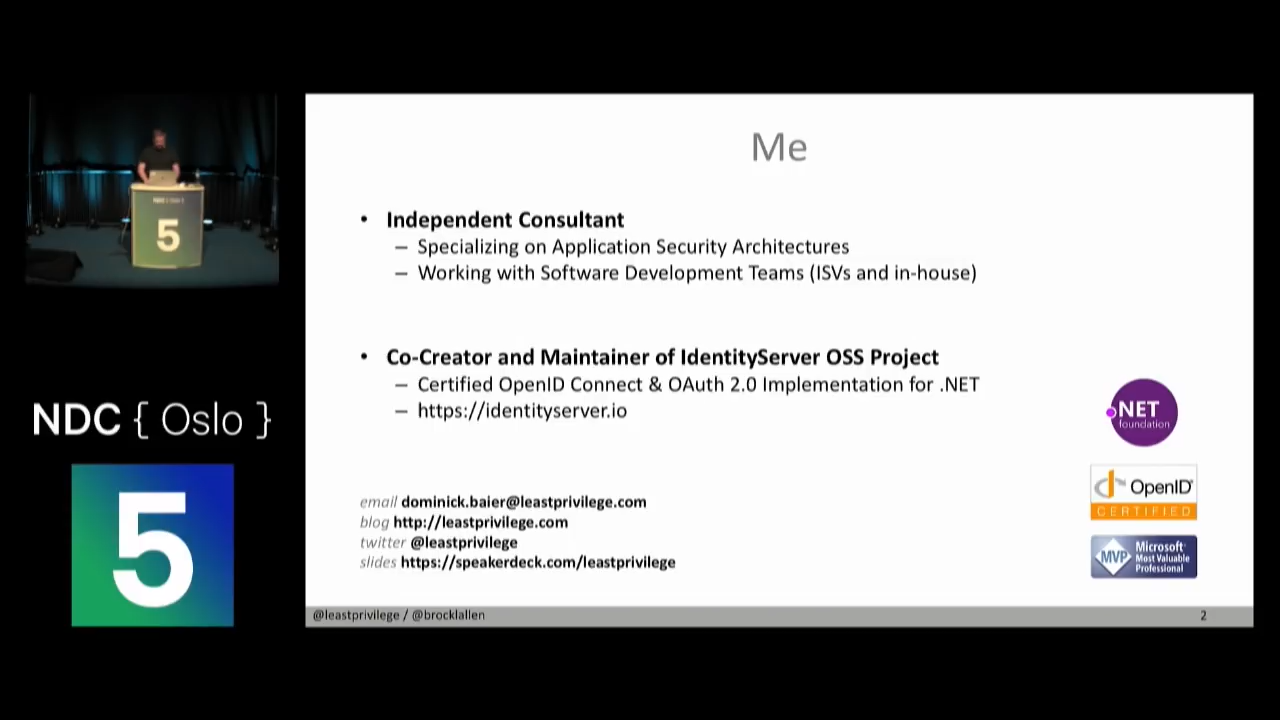 5
NDC { Oslo }
5
Me
• Independent Consultant
– Specializing on Application Security Architectures
– Working with Software Development Teams (ISVs and in-house)
• Co-Creator and Maintainer of IdentityServer OSS Project
– Certified OpenID Connect & OAuth 2.0 Implementation for .NET
– https://identityserver.io
.NET
foundation
OpenID®
CERTIFIED
MVP
Microsoft®
Most Valuable
Professional
email dominick.baier@leastprivilege.com
blog http://leastprivilege.com
twitter @leastprivilege
slides https://speakerdeck.com/leastprivilege
@leastprivilege / @brocklallen
2